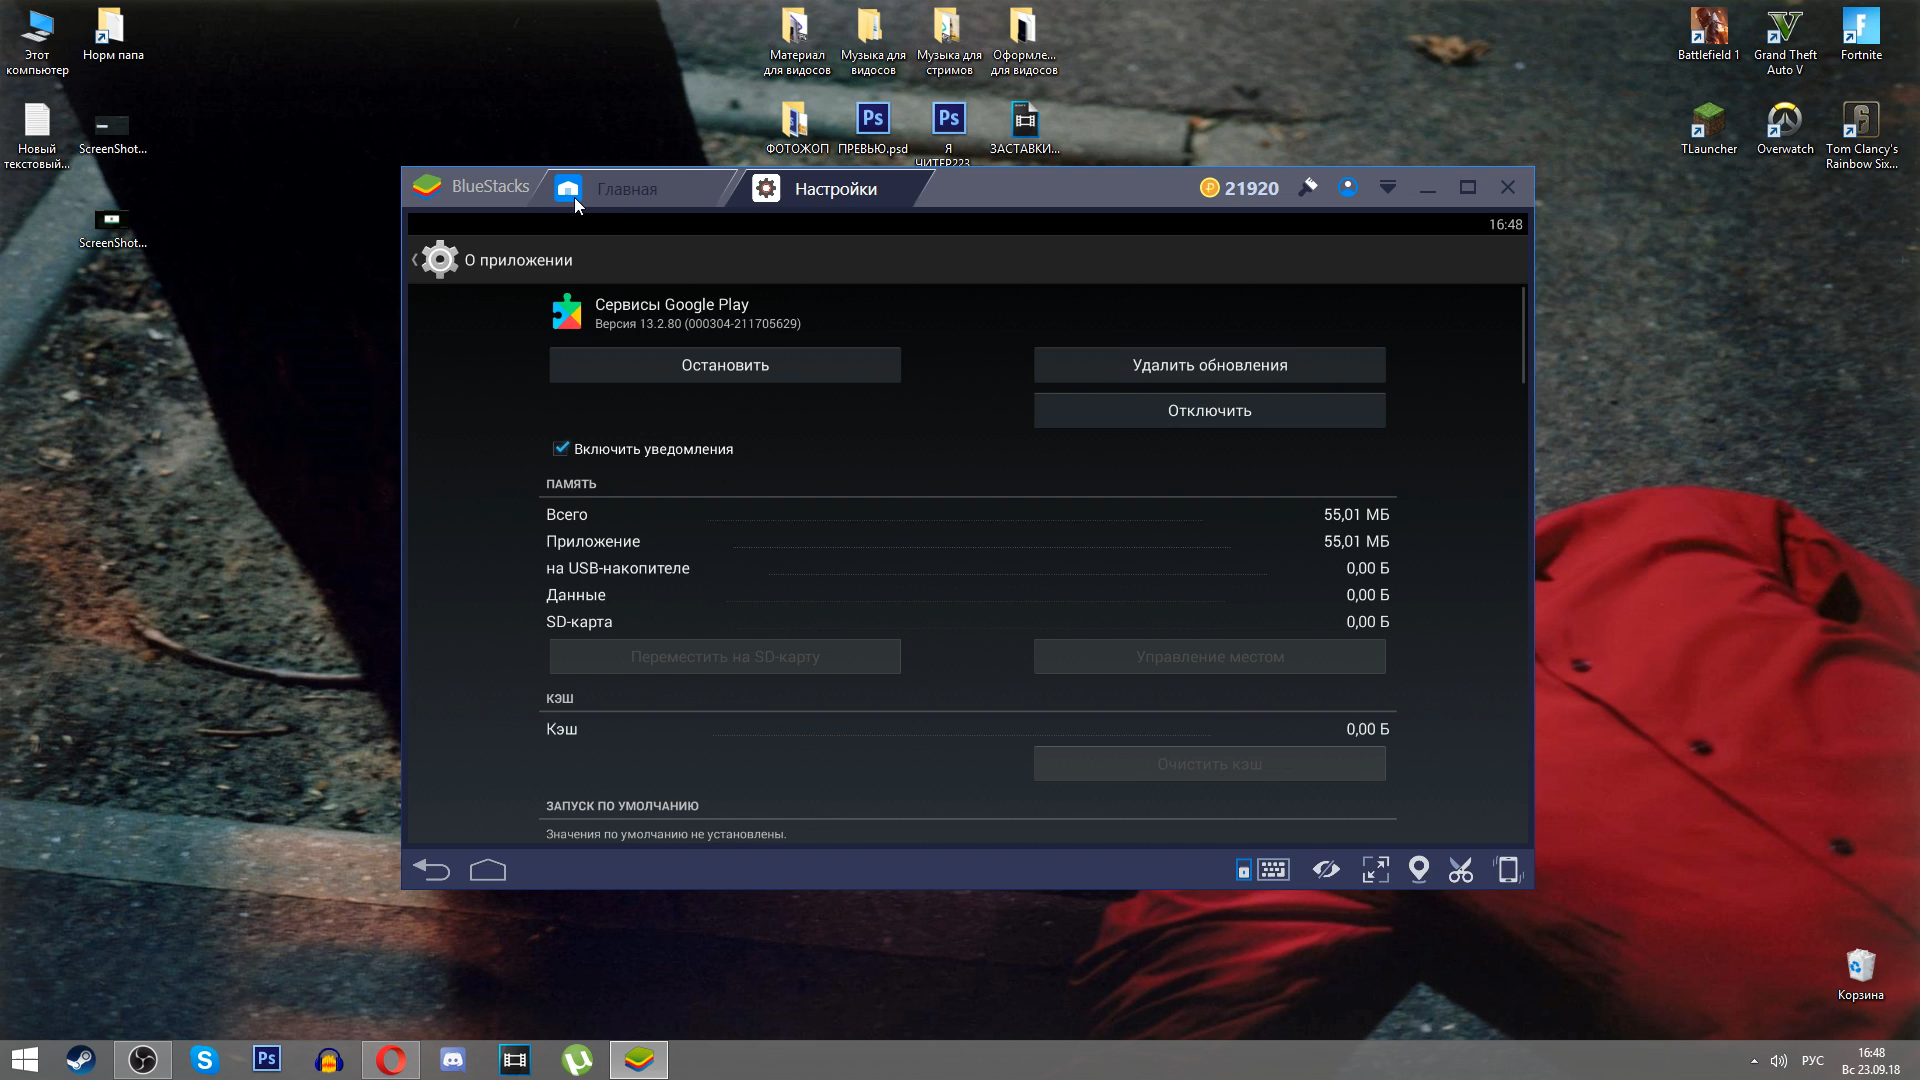 Этот
компьютер
Норм папа
Материал
для видосов
Музыка для
видосов
Музыка для
стримов
Оформле...
для видосов
Battlefield 1
Grand Theft
Auto V
Fortnite
Новый
текстовый...
ScreenShot...
ФОТОЖОП
ПРЕВЬЮ.psd
Я
ЧИТЕР223
ЗАСТАВКИ...
TLauncher
Overwatch
Tom Clancy's
Rainbow Six...
ScreenShot...
BlueStacks
Главная
Настройки
21920
16:48
О приложении
Сервисы Google Play
Версия 13.2.80 (000304-211705629)
Остановить
Удалить обновления
Отключить
Включить уведомления
ПАМЯТЬ
Всего 55,01 МБ
Приложение 55,01 МБ
на USB-накопителе 0,00 Б
Данные 0,00 Б
SD-карта 0,00 Б
Переместить на SD-карту
Управление местом
КЭШ
Кэш 0,00 Б
Очистить кэш
ЗАПУСК ПО УМОЛЧАНИЮ
Значения по умолчанию не установлены.
Корзина
Ps
Ps
Ps
РУС
16:48
Вс 23.09.18